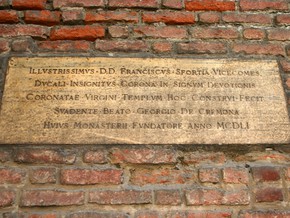 ILLVSTRISSIMVS · D.D. FRANCISCVS · SFORTIA · VICECOMES
DVCALI · INSIGNITVS · CORONA · IN SIGNVM DEVOTIONIS
CORONATAE VIRGINI TEMPLVM HOC CONSTRVI FECIT
SVADENTE BEATO GEORGIO DE CREMONA
HVIVS MONASTERII FVNDATORE ANNO MCDLI